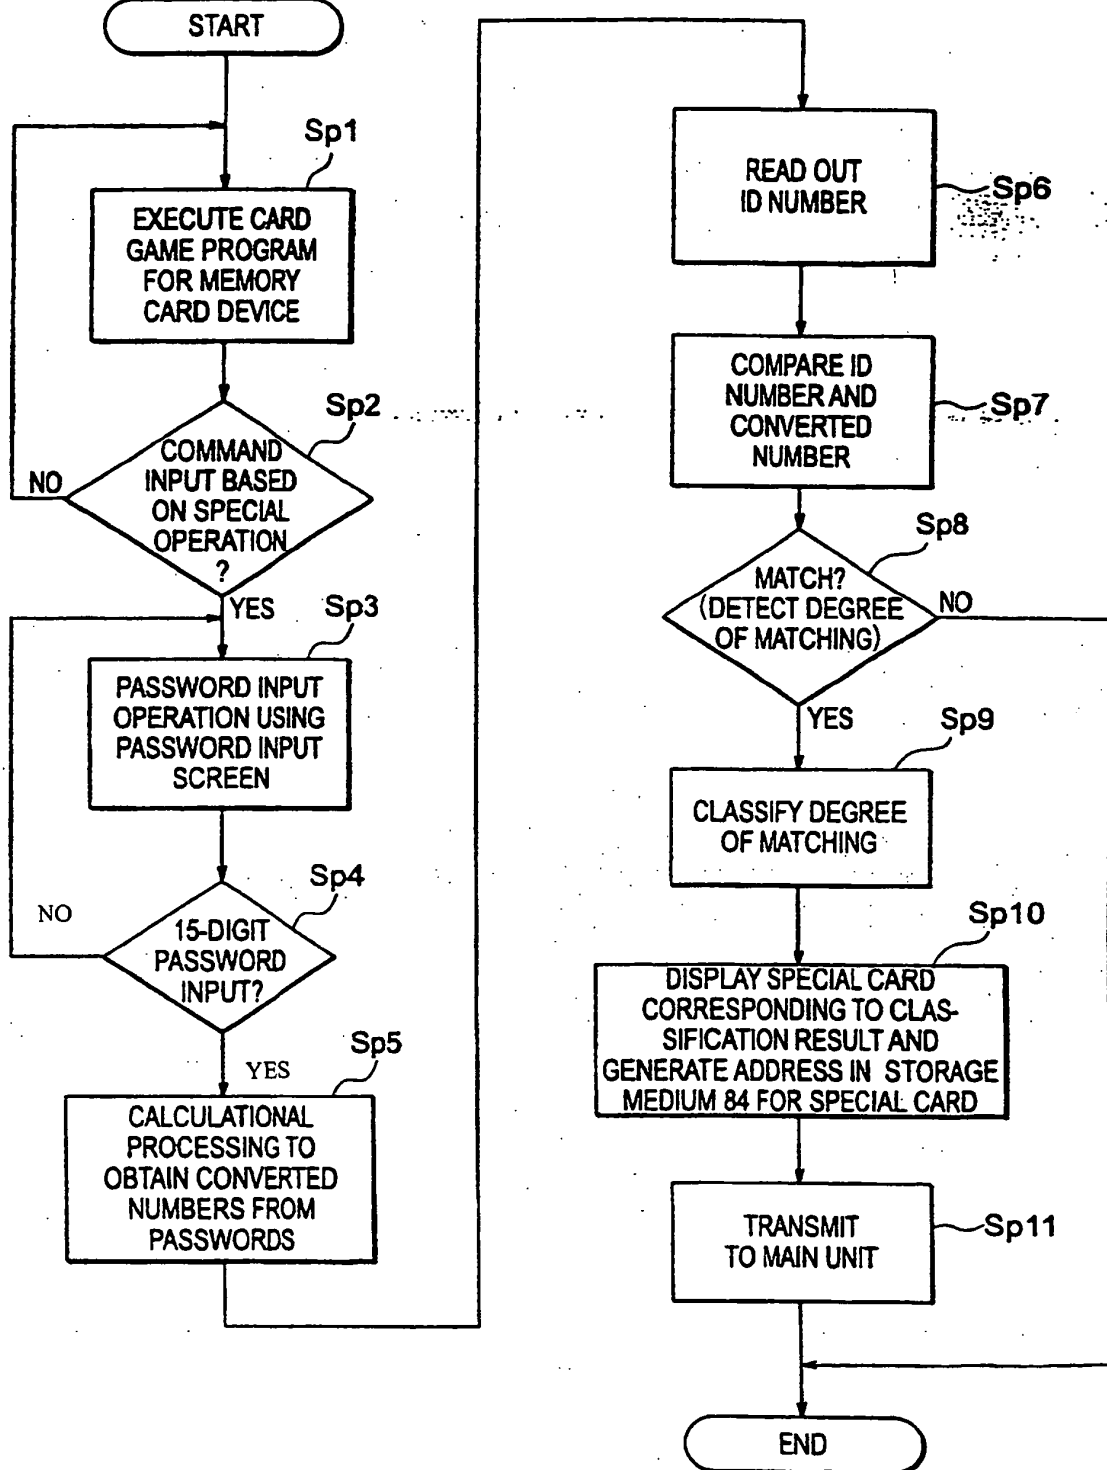 START
Sp1
EXECUTE CARD
GAME PROGRAM
FOR MEMORY
CARD DEVICE
Sp2
COMMAND
INPUT BASED
ON SPECIAL
OPERATION
?
NO
YES
Sp3
PASSWORD INPUT
OPERATION USING
PASSWORD INPUT
SCREEN
Sp4
15-DIGIT
PASSWORD
INPUT?
NO
YES
Sp5
CALCULATIONAL
PROCESSING TO
OBTAIN CONVERTED
NUMBERS FROM
PASSWORDS
READ OUT
ID NUMBER
Sp6
COMPARE ID
NUMBER AND
CONVERTED
NUMBER
Sp7
Sp8
MATCH?
(DETECT DEGREE
OF MATCHING)
NO
YES
Sp9
CLASSIFY DEGREE
OF MATCHING
Sp10
DISPLAY SPECIAL CARD
CORRESPONDING TO CLAS-
SIFICATION RESULT AND
GENERATE ADDRESS IN STORAGE
MEDIUM 84 FOR SPECIAL CARD
TRANSMIT
TO MAIN UNIT
Sp11
END